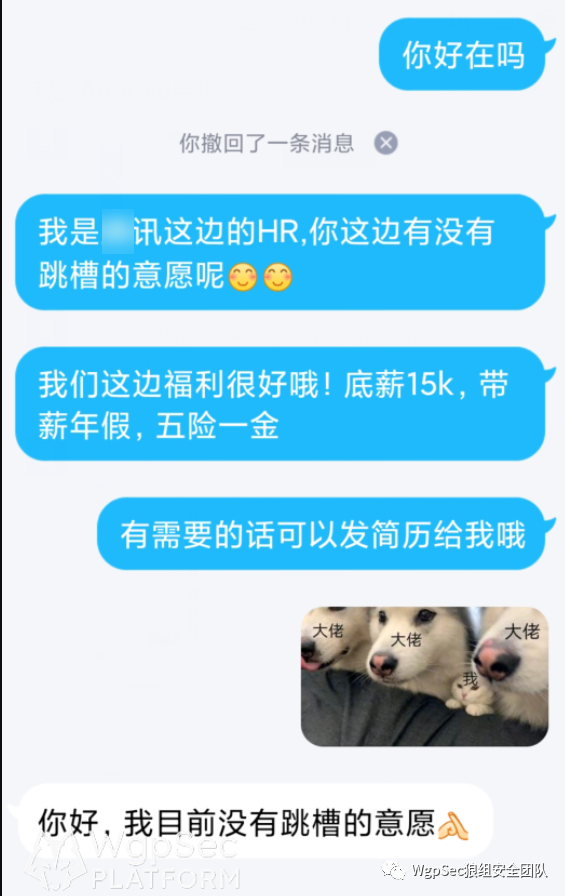 你好在吗
你撤回了一条消息
我是讯这边的HR,你这边有没有
跳槽的意愿呢😊😊
我们这边福利很好哦！底薪15k，带
薪年假，五险一金
有需要的话可以发简历给我哦
大佬
大佬
大佬
我
你好，我目前没有跳槽的意愿🙏🏻
WgpSec
PLATFORM
WgpSec狼组安全团队